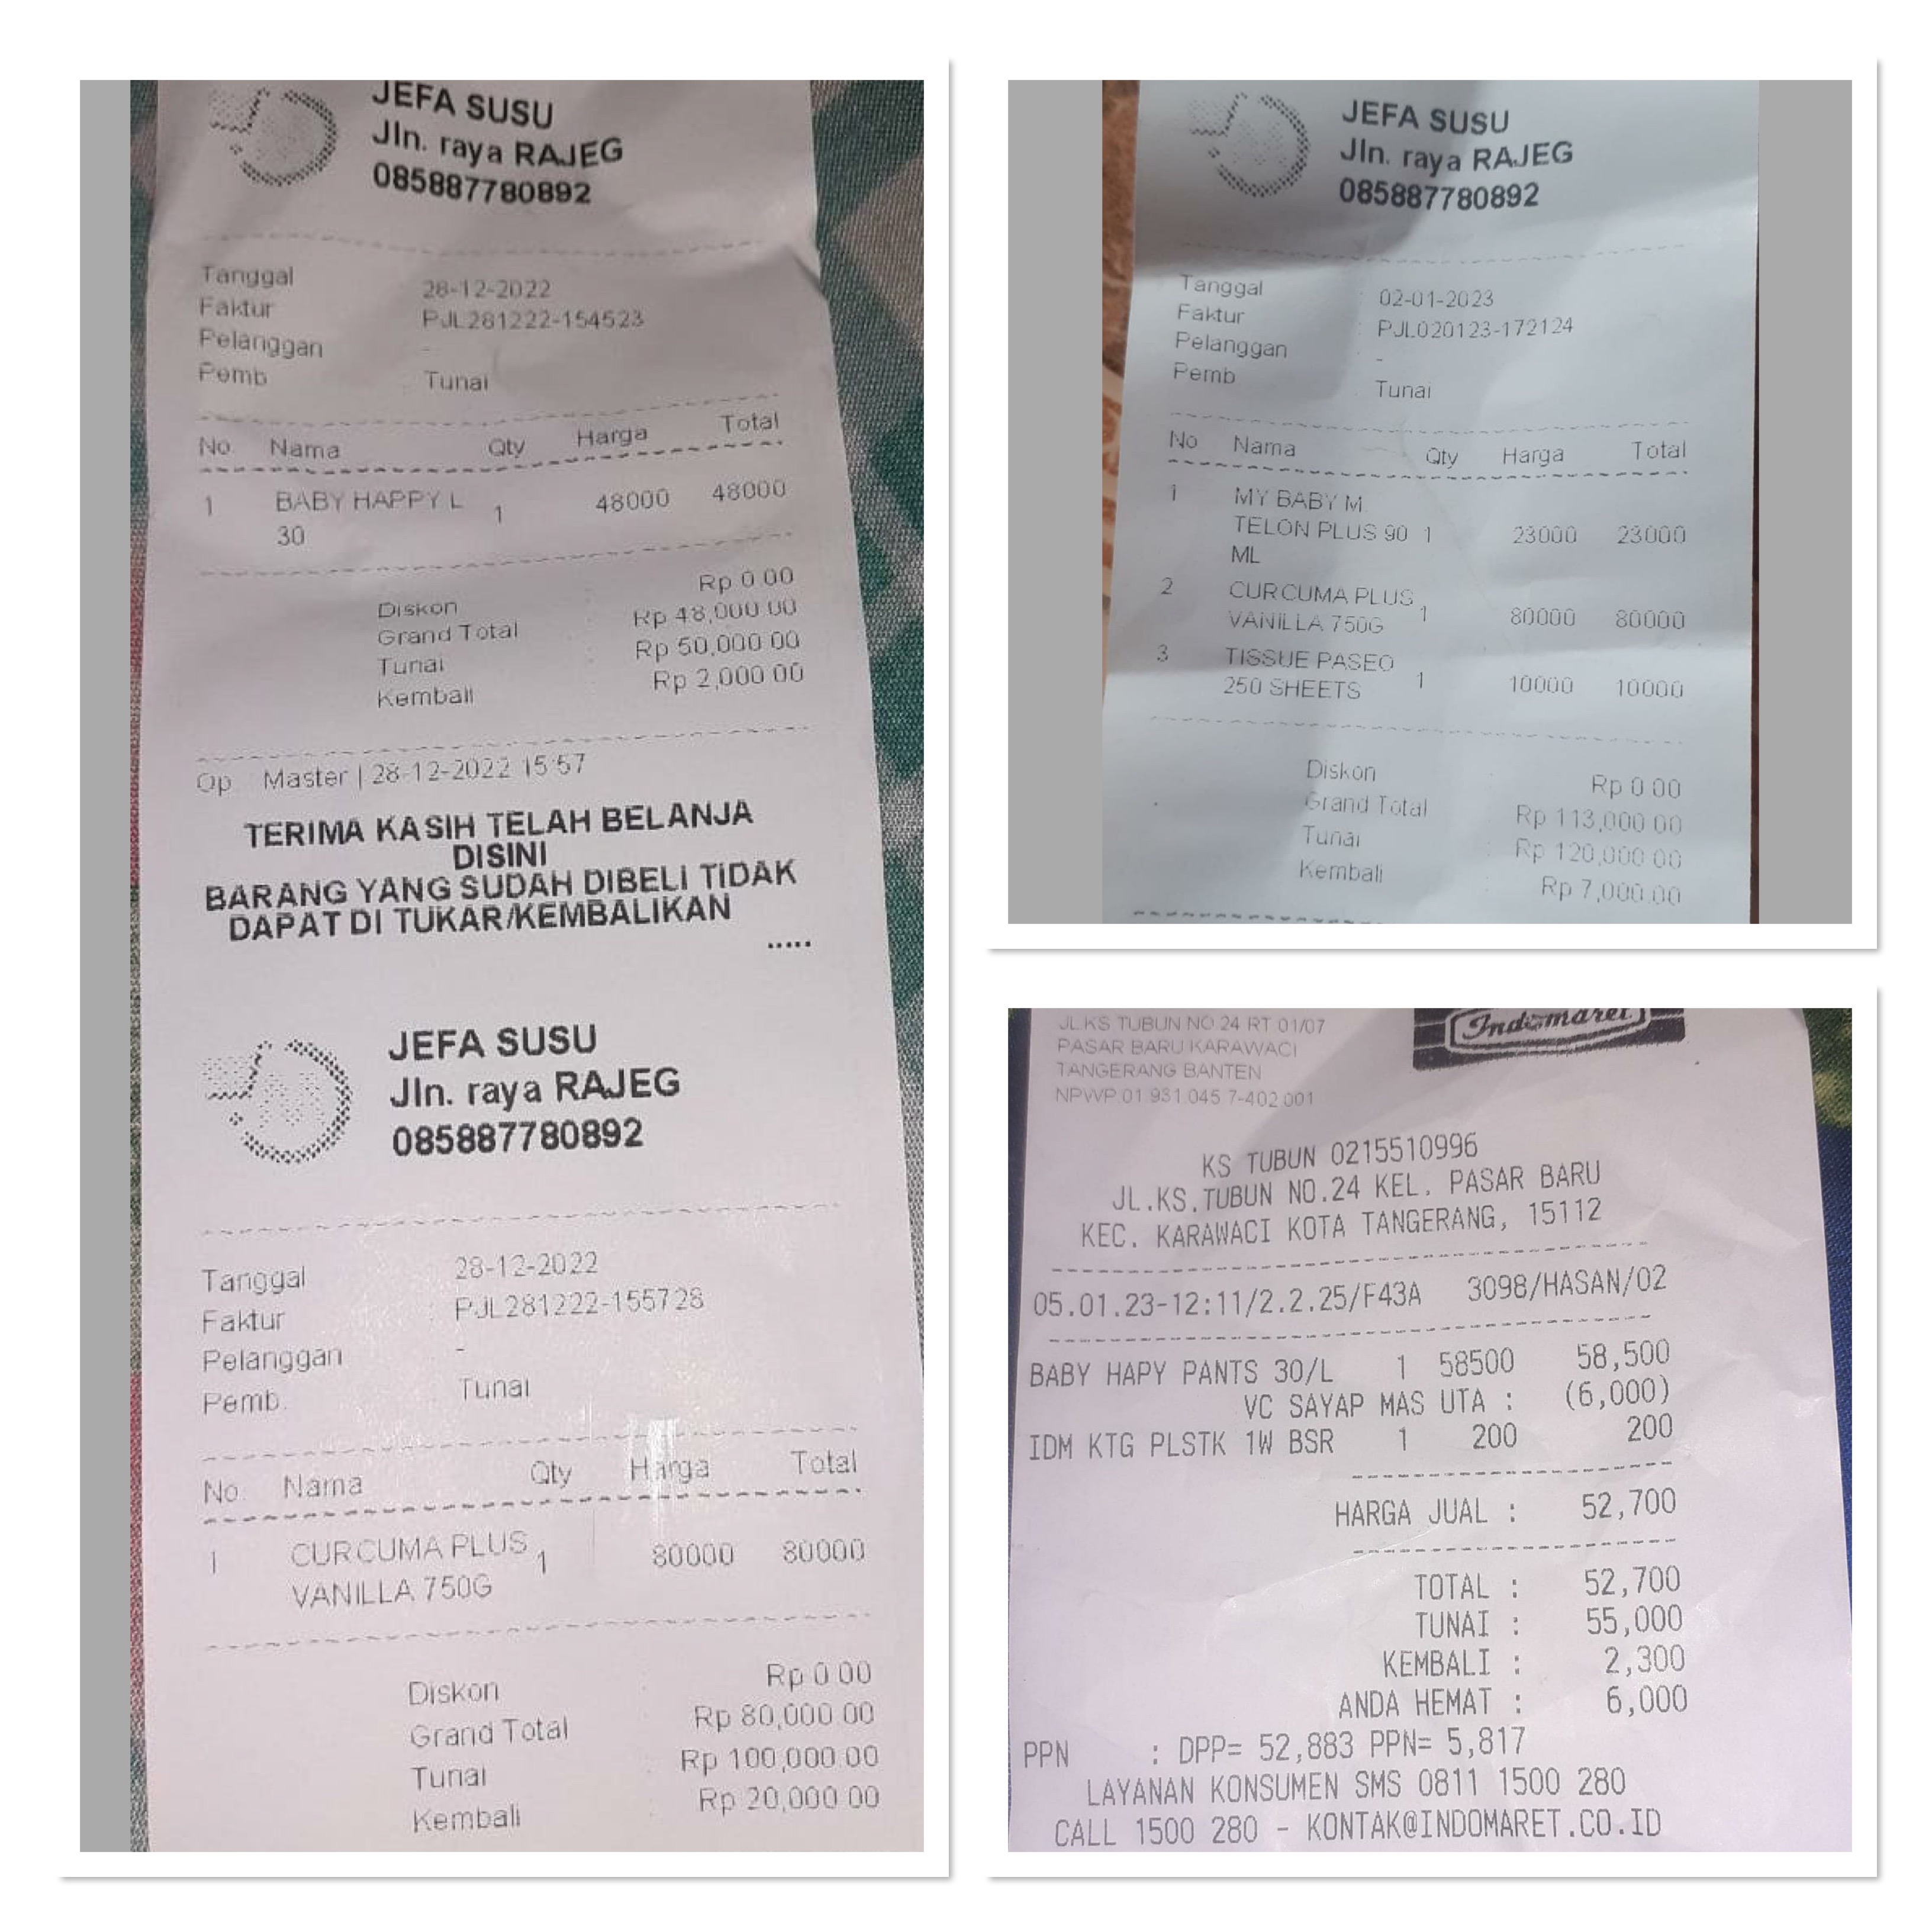 JEFA SUSU
Jln. raya RAJEG
085887780892
Tanggal 28-12-2022
Faktur PJL281222-154523
Pelanggan -
Pemb Tunai
No. Nama Qty Harga Total
1 BABY HAPPY L 1 48000 48000
30
Diskon : Rp 0.00
Grand Total Rp 48,000.00
Tunai : Rp 50,000.00
Kembali Rp 2,000.00
Op Master | 28-12-2022 15:57
TERIMA KASIH TELAH BELANJA
DISINI
BARANG YANG SUDAH DIBELI TIDAK
DAPAT DI TUKAR/KEMBALIKAN
.....
JEFA SUSU
Jln. raya RAJEG
085887780892
Tanggal 28-12-2022
Faktur : PJL281222-155728
Pelanggan -
Pemb. Tunai
No. Nama Qty Harga Total
1 CURCUMA PLUS 1 80000 80000
VANILLA 750G
Diskon Rp 0.00
Grand Total Rp 80,000.00
Tunai : Rp 100,000.00
Kembali Rp 20,000.00
JEFA SUSU
Jln. raya RAJEG
085887780892
Tanggal : 02-01-2023
Faktur : PJL020123-172124
Pelanggan -
Pemb Tunai
No Nama Qty Harga Total
1 MY BABY M.
TELON PLUS 90 1 23000 23000
ML
2 CURCUMA PLUS
VANILLA 750G 1 80000 80000
3 TISSUE PASEO
250 SHEETS 1 10000 10000
Diskon Rp 0.00
Grand Total Rp 113,000.00
Tunai Rp 120,000.00
Kembali Rp 7,000.00
Indomaret
JL.KS TUBUN NO 24 RT 01/07
PASAR BARU KARAWACI
TANGERANG BANTEN
NPWP.01 931.045 7-402.001
KS TUBUN 0215510996
JL.KS.TUBUN NO.24 KEL. PASAR BARU
KEC. KARAWACI KOTA TANGERANG, 15112
05.01.23-12:11/2.2.25/F43A 3098/HASAN/02
BABY HAPY PANTS 30/L 1 58500 58,500
VC SAYAP MAS UTA : (6,000)
IDM KTG PLSTK 1W BSR 1 200 200
HARGA JUAL : 52,700
TOTAL : 52,700
TUNAI : 55,000
KEMBALI : 2,300
ANDA HEMAT : 6,000
PPN : DPP= 52,883 PPN= 5,817
LAYANAN KONSUMEN SMS 0811 1500 280
CALL 1500 280 - KONTAK@INDOMARET.CO.ID